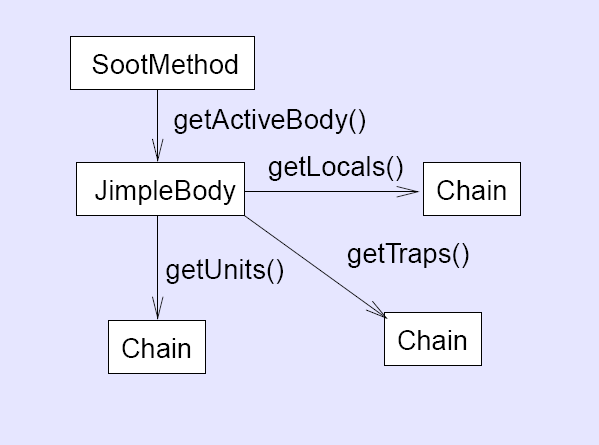 SootMethod
getActiveBody()
getLocals()
JimpleBody
Chain
getTraps()
getUnits()
Chain
Chain